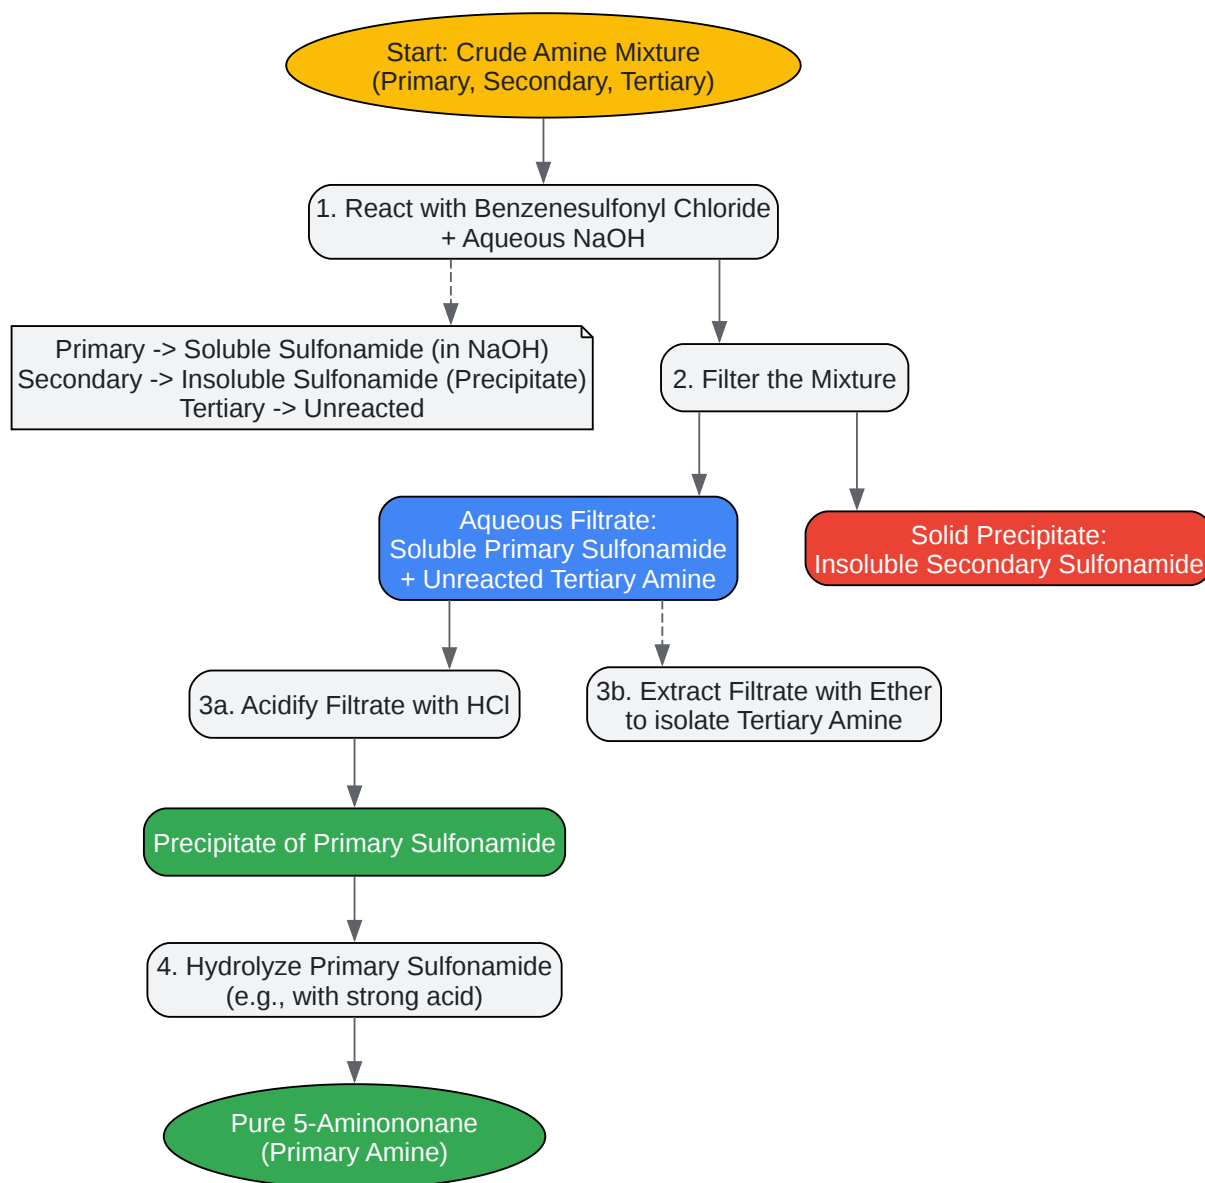 Start: Crude Amine Mixture
(Primary, Secondary, Tertiary)
1. React with Benzenesulfonyl Chloride
+ Aqueous NaOH
Primary -> Soluble Sulfonamide (in NaOH)
Secondary -> Insoluble Sulfonamide (Precipitate)
Tertiary -> Unreacted
2. Filter the Mixture
Aqueous Filtrate:
Soluble Primary Sulfonamide
+ Unreacted Tertiary Amine
Solid Precipitate:
Insoluble Secondary Sulfonamide
3a. Acidify Filtrate with HCl
3b. Extract Filtrate with Ether
to isolate Tertiary Amine
Precipitate of Primary Sulfonamide
4. Hydrolyze Primary Sulfonamide
(e.g., with strong acid)
Pure 5-Aminononane
(Primary Amine)